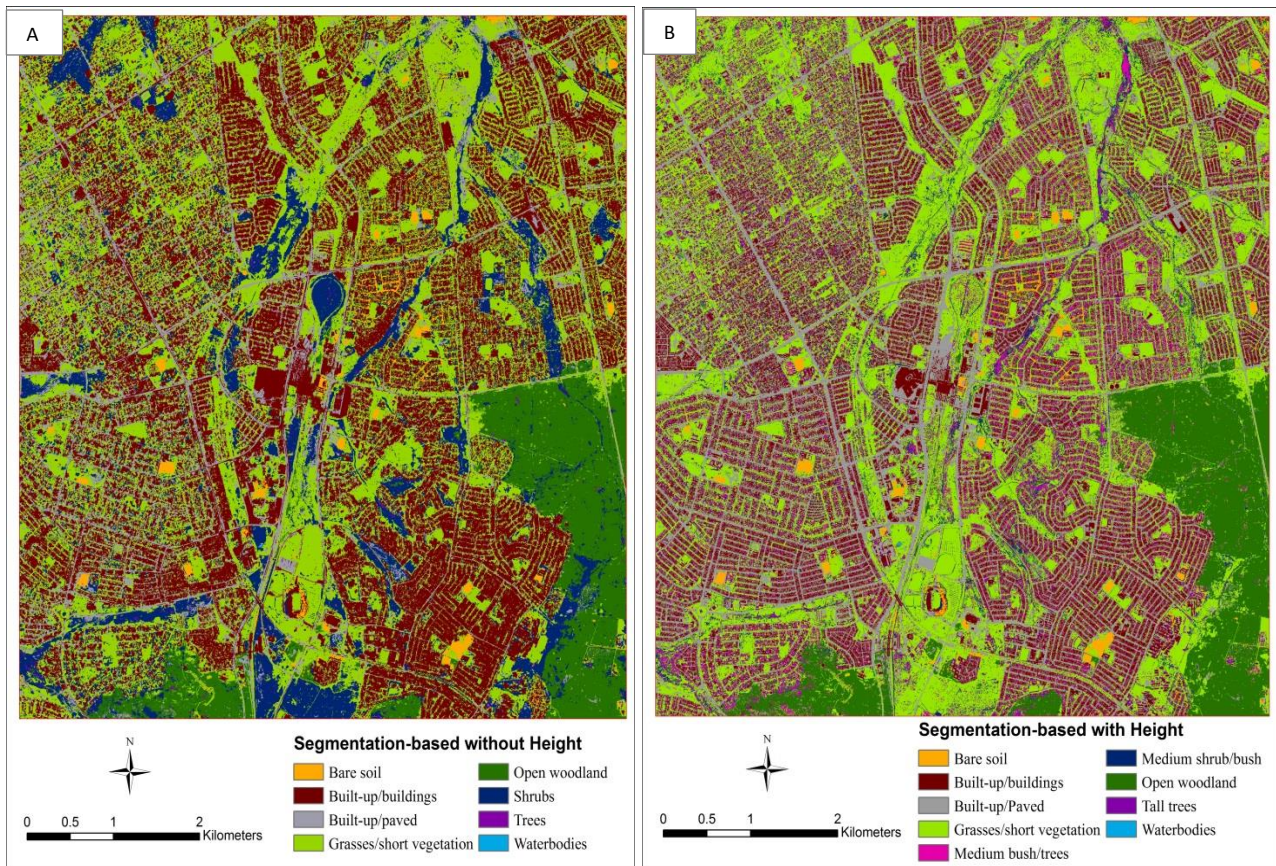 A
B
N
0 0.5 1 2
Kilometers
Segmentation-based without Height
Bare soil
Built-up/buildings
Built-up/paved
Grasses/short vegetation
Open woodland
Shrubs
Trees
Waterbodies
N
0 0.5 1 2
Kilometers
Segmentation-based with Height
Bare soil
Built-up/buildings
Built-up/Paved
Grasses/short vegetation
Medium bush/trees
Medium shrub/bush
Open woodland
Tall trees
Waterbodies